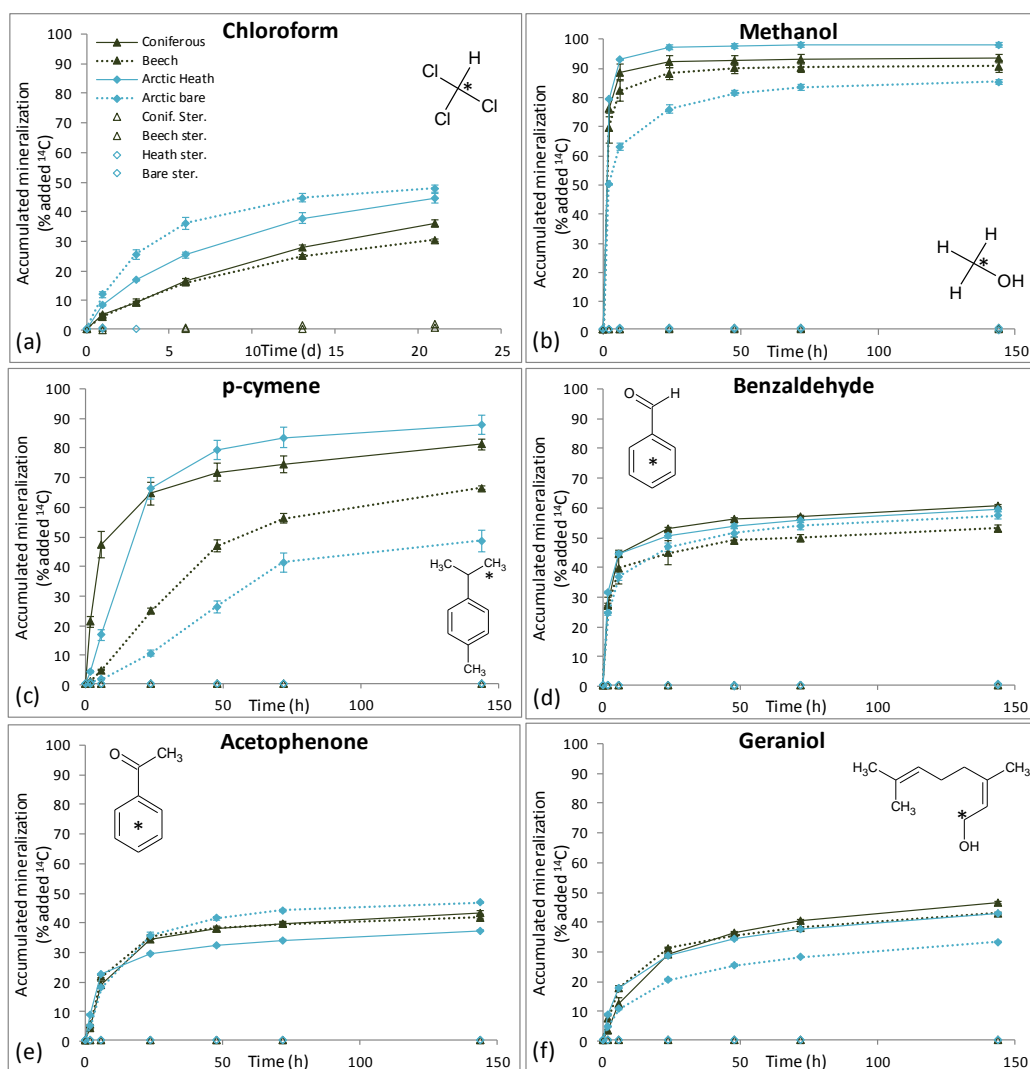 Chloroform
Accumulated mineralization
(% added ¹⁴C)
100
90
80
70
60
50
40
30
20
10
0
Coniferous
Beech
Arctic Heath
Arctic bare
Conif. Ster.
Beech ster.
Heath ster.
Bare ster.
H
Cl
*
Cl
Cl
0 5 10 15 20 25
Time (d)
(a)
Methanol
Accumulated mineralization
(% added ¹⁴C)
100
90
80
70
60
50
40
30
20
10
0
H
H
*
H
OH
0 50 100 150
Time (h)
(b)
p-cymene
Accumulated mineralization
(% added ¹⁴C)
100
90
80
70
60
50
40
30
20
10
0
H₃C CH₃
*
CH₃
0 50 100 150
Time (h)
(c)
Benzaldehyde
Accumulated mineralization
(% added ¹⁴C)
100
90
80
70
60
50
40
30
20
10
0
O H
*
0 50 100 150
Time (h)
(d)
Acetophenone
Accumulated mineralization
(% added ¹⁴C)
100
90
80
70
60
50
40
30
20
10
0
O CH₃
*
0 50 100 150
Time (h)
(e)
Geraniol
Accumulated mineralization
(% added ¹⁴C)
100
90
80
70
60
50
40
30
20
10
0
H₃C CH₃
CH₃
*
OH
0 50 100 150
Time (h)
(f)